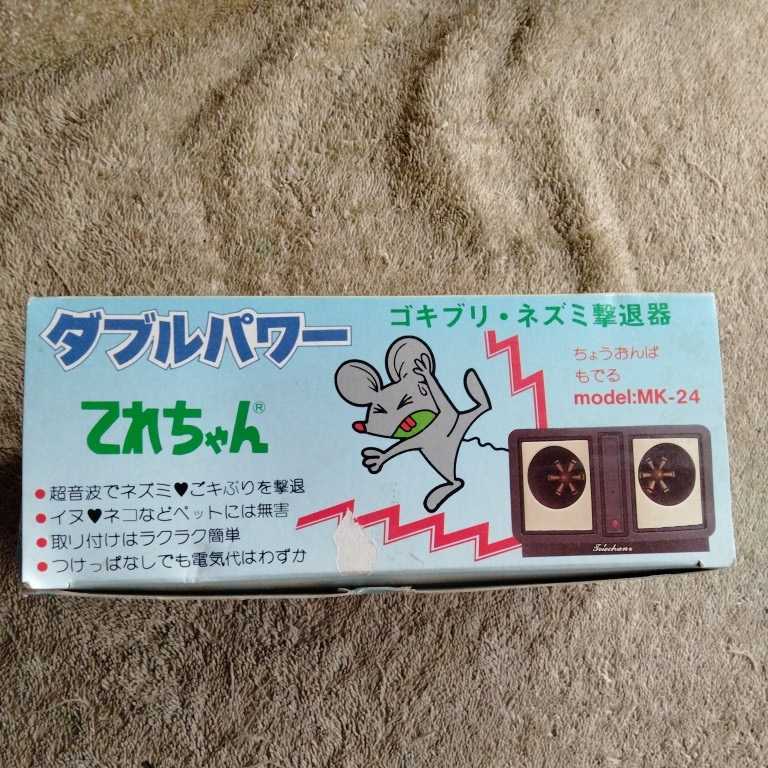 ダブルパワー
てれちゃん®
ゴキブリ・ネズミ撃退器
ちょうおんぱ
もでる
model:MK-24
●超音波でネズミ♥ごキぶりを撃退
●イヌ♥ネコなどペットには無害
●取り付けはラクラク簡単
●つけっぱなしでも電気代はわずか
Telechan